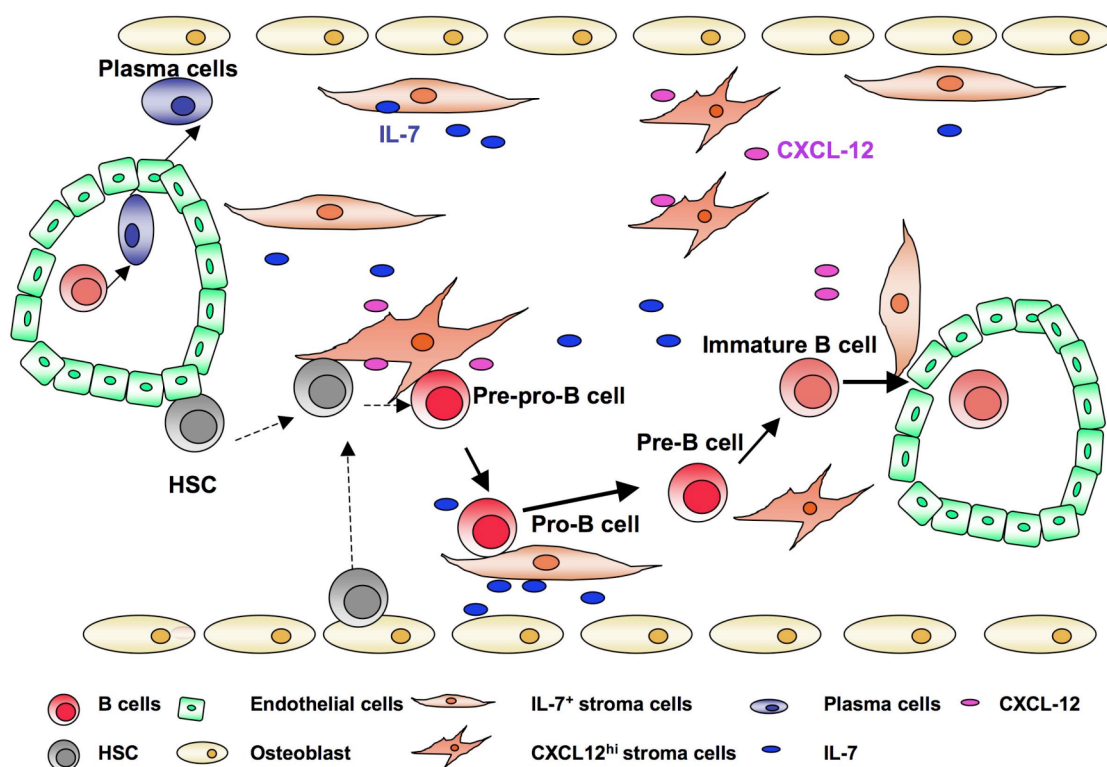 Plasma cells
IL-7
CXCL-12
Immature B cell
Pre-pro-B cell
Pre-B cell
HSC
Pro-B cell
B cells
Endothelial cells
IL-7⁺ stroma cells
Plasma cells
CXCL-12
HSC
Osteoblast
CXCL12ʰⁱ stroma cells
IL-7